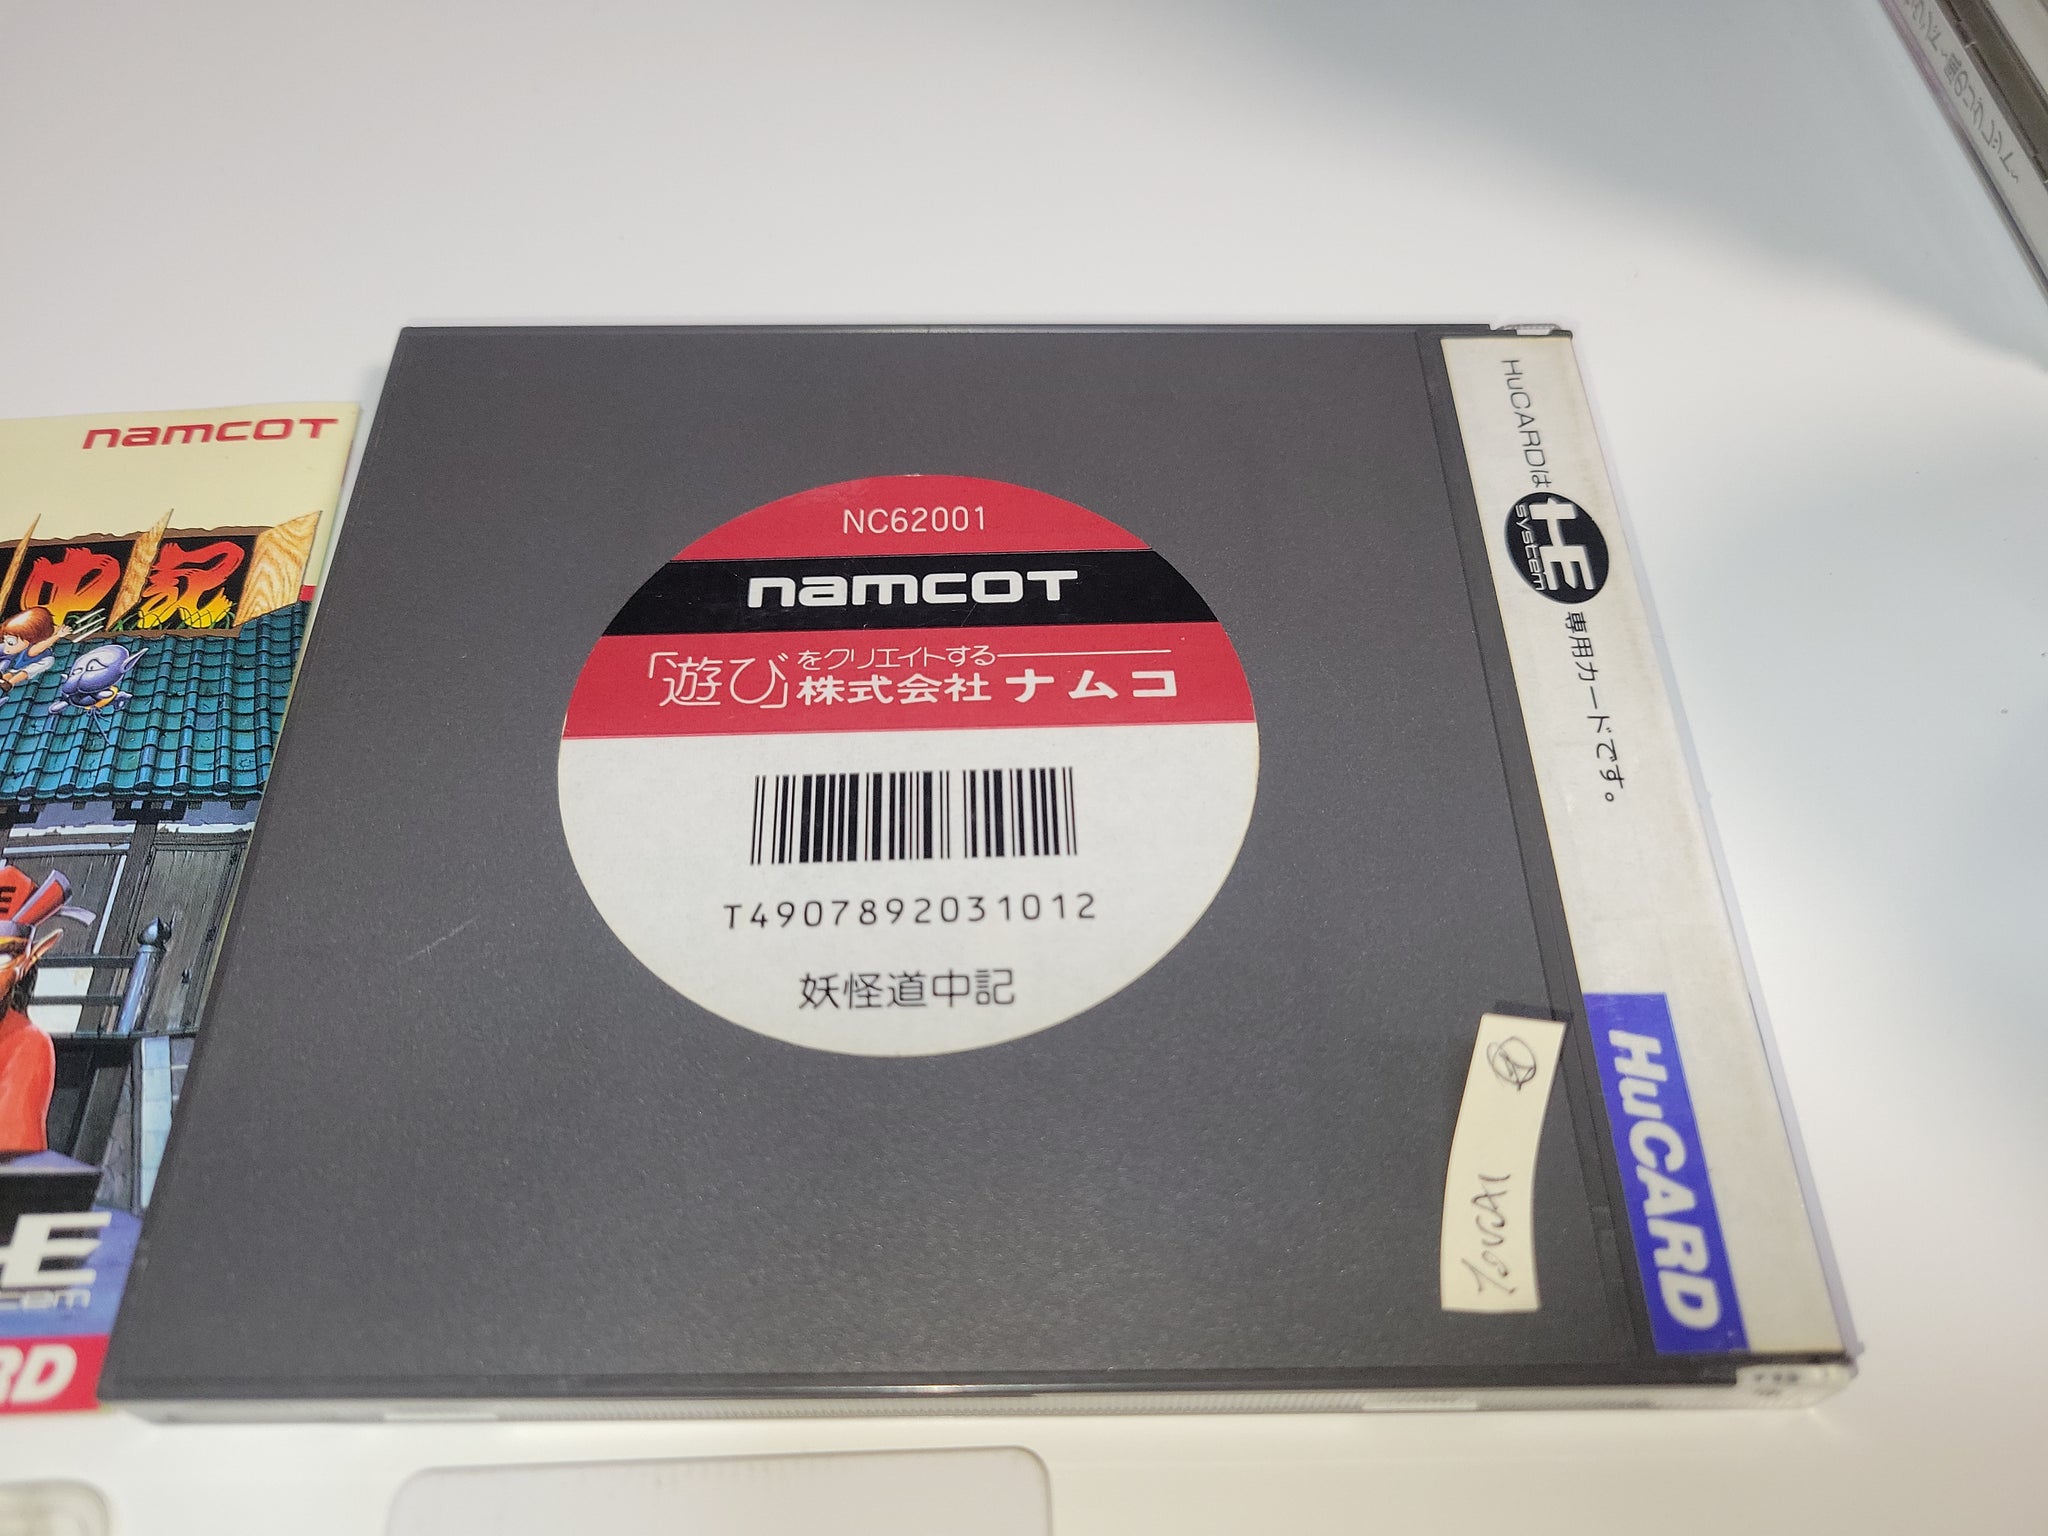 namcoT
中記
NC62001
namcoT
「遊び」をクリエイトする
株式会社ナムコ
T4907892031012
妖怪道中記
HuCARDは
HE
system
専用カードです。
HuCARD
YOUCAI
E
RD